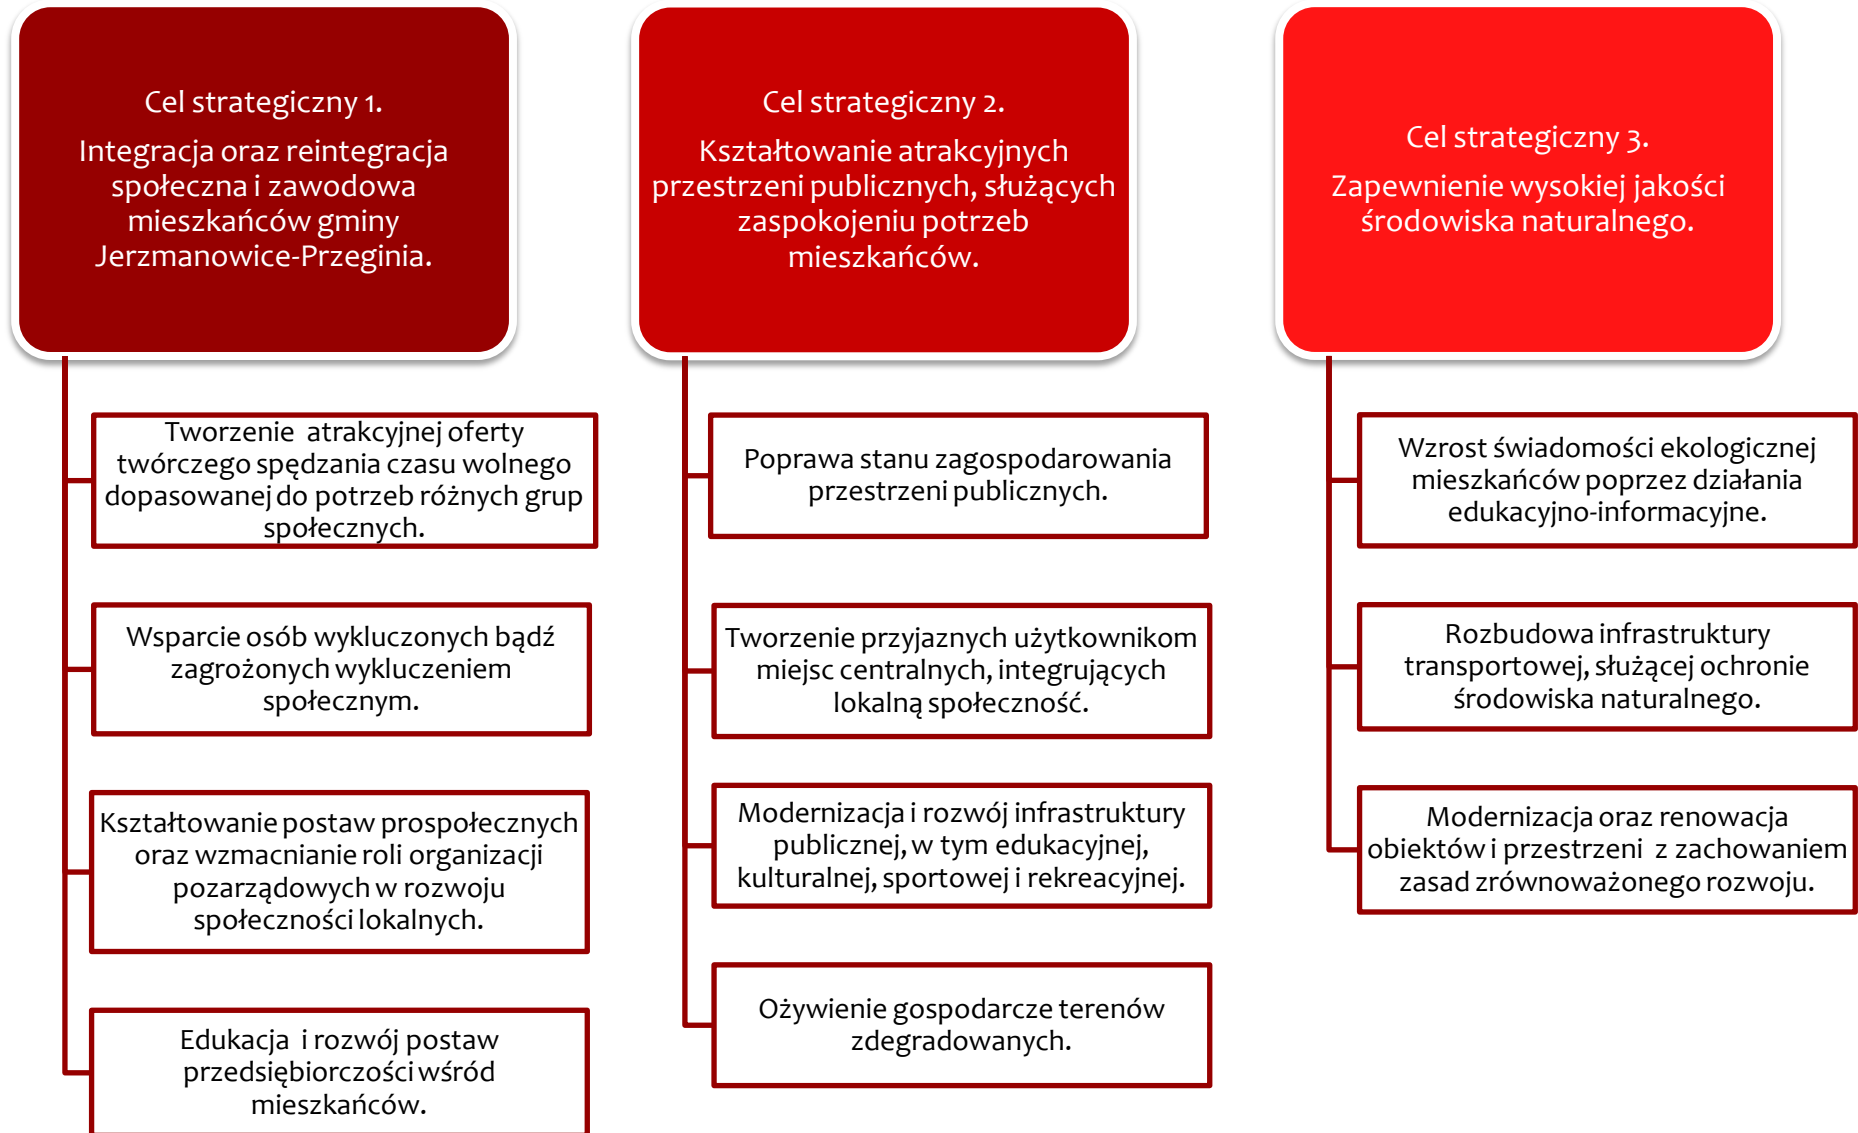 Cel strategiczny 1.
Integracja oraz reintegracja
społeczna i zawodowa
mieszkańców gminy
Jerzmanowice-Przeginia.
Tworzenie atrakcyjnej oferty
twórczego spędzania czasu wolnego
dopasowanej do potrzeb różnych grup
społecznych.
Wsparcie osób wykluczonych bądź
zagrożonych wykluczeniem
społecznym.
Kształtowanie postaw prospołecznych
oraz wzmacnianie roli organizacji
pozarządowych w rozwoju
społeczności lokalnych.
Edukacja i rozwój postaw
przedsiębiorczości wśród
mieszkańców.
Cel strategiczny 2.
Kształtowanie atrakcyjnych
przestrzeni publicznych, służących
zaspokojeniu potrzeb
mieszkańców.
Poprawa stanu zagospodarowania
przestrzeni publicznych.
Tworzenie przyjaznych użytkownikom
miejsc centralnych, integrujących
lokalną społeczność.
Modernizacja i rozwój infrastruktury
publicznej, w tym edukacyjnej,
kulturalnej, sportowej i rekreacyjnej.
Ożywienie gospodarcze terenów
zdegradowanych.
Cel strategiczny 3.
Zapewnienie wysokiej jakości
środowiska naturalnego.
Wzrost świadomości ekologicznej
mieszkańców poprzez działania
edukacyjno-informacyjne.
Rozbudowa infrastruktury
transportowej, służącej ochronie
środowiska naturalnego.
Modernizacja oraz renowacja
obiektów i przestrzeni z zachowaniem
zasad zrównoważonego rozwoju.